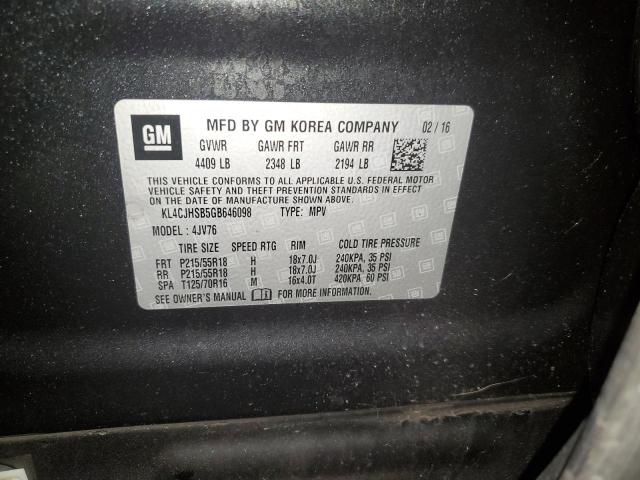 GM
MFD BY GM KOREA COMPANY 02/16
GVWR GAWR FRT GAWR RR
4409 LB 2348 LB 2194 LB
THIS VEHICLE CONFORMS TO ALL APPLICABLE U.S. FEDERAL MOTOR
VEHICLE SAFETY AND THEFT PREVENTION STANDARDS IN EFFECT
ON THE DATE OF MANUFACTURE SHOWN ABOVE.
KL4CJHSB5GB646098 TYPE: MPV
MODEL : 4JV76
TIRE SIZE SPEED RTG RIM COLD TIRE PRESSURE
FRT P215/55R18 H 18x7.0J 240KPA, 35 PSI
RR P215/55R18 H 18x7.0J 240KPA, 35 PSI
SPA T125/70R16 M 16x4.0T 420KPA, 60 PSI
SEE OWNER'S MANUAL FOR MORE INFORMATION.